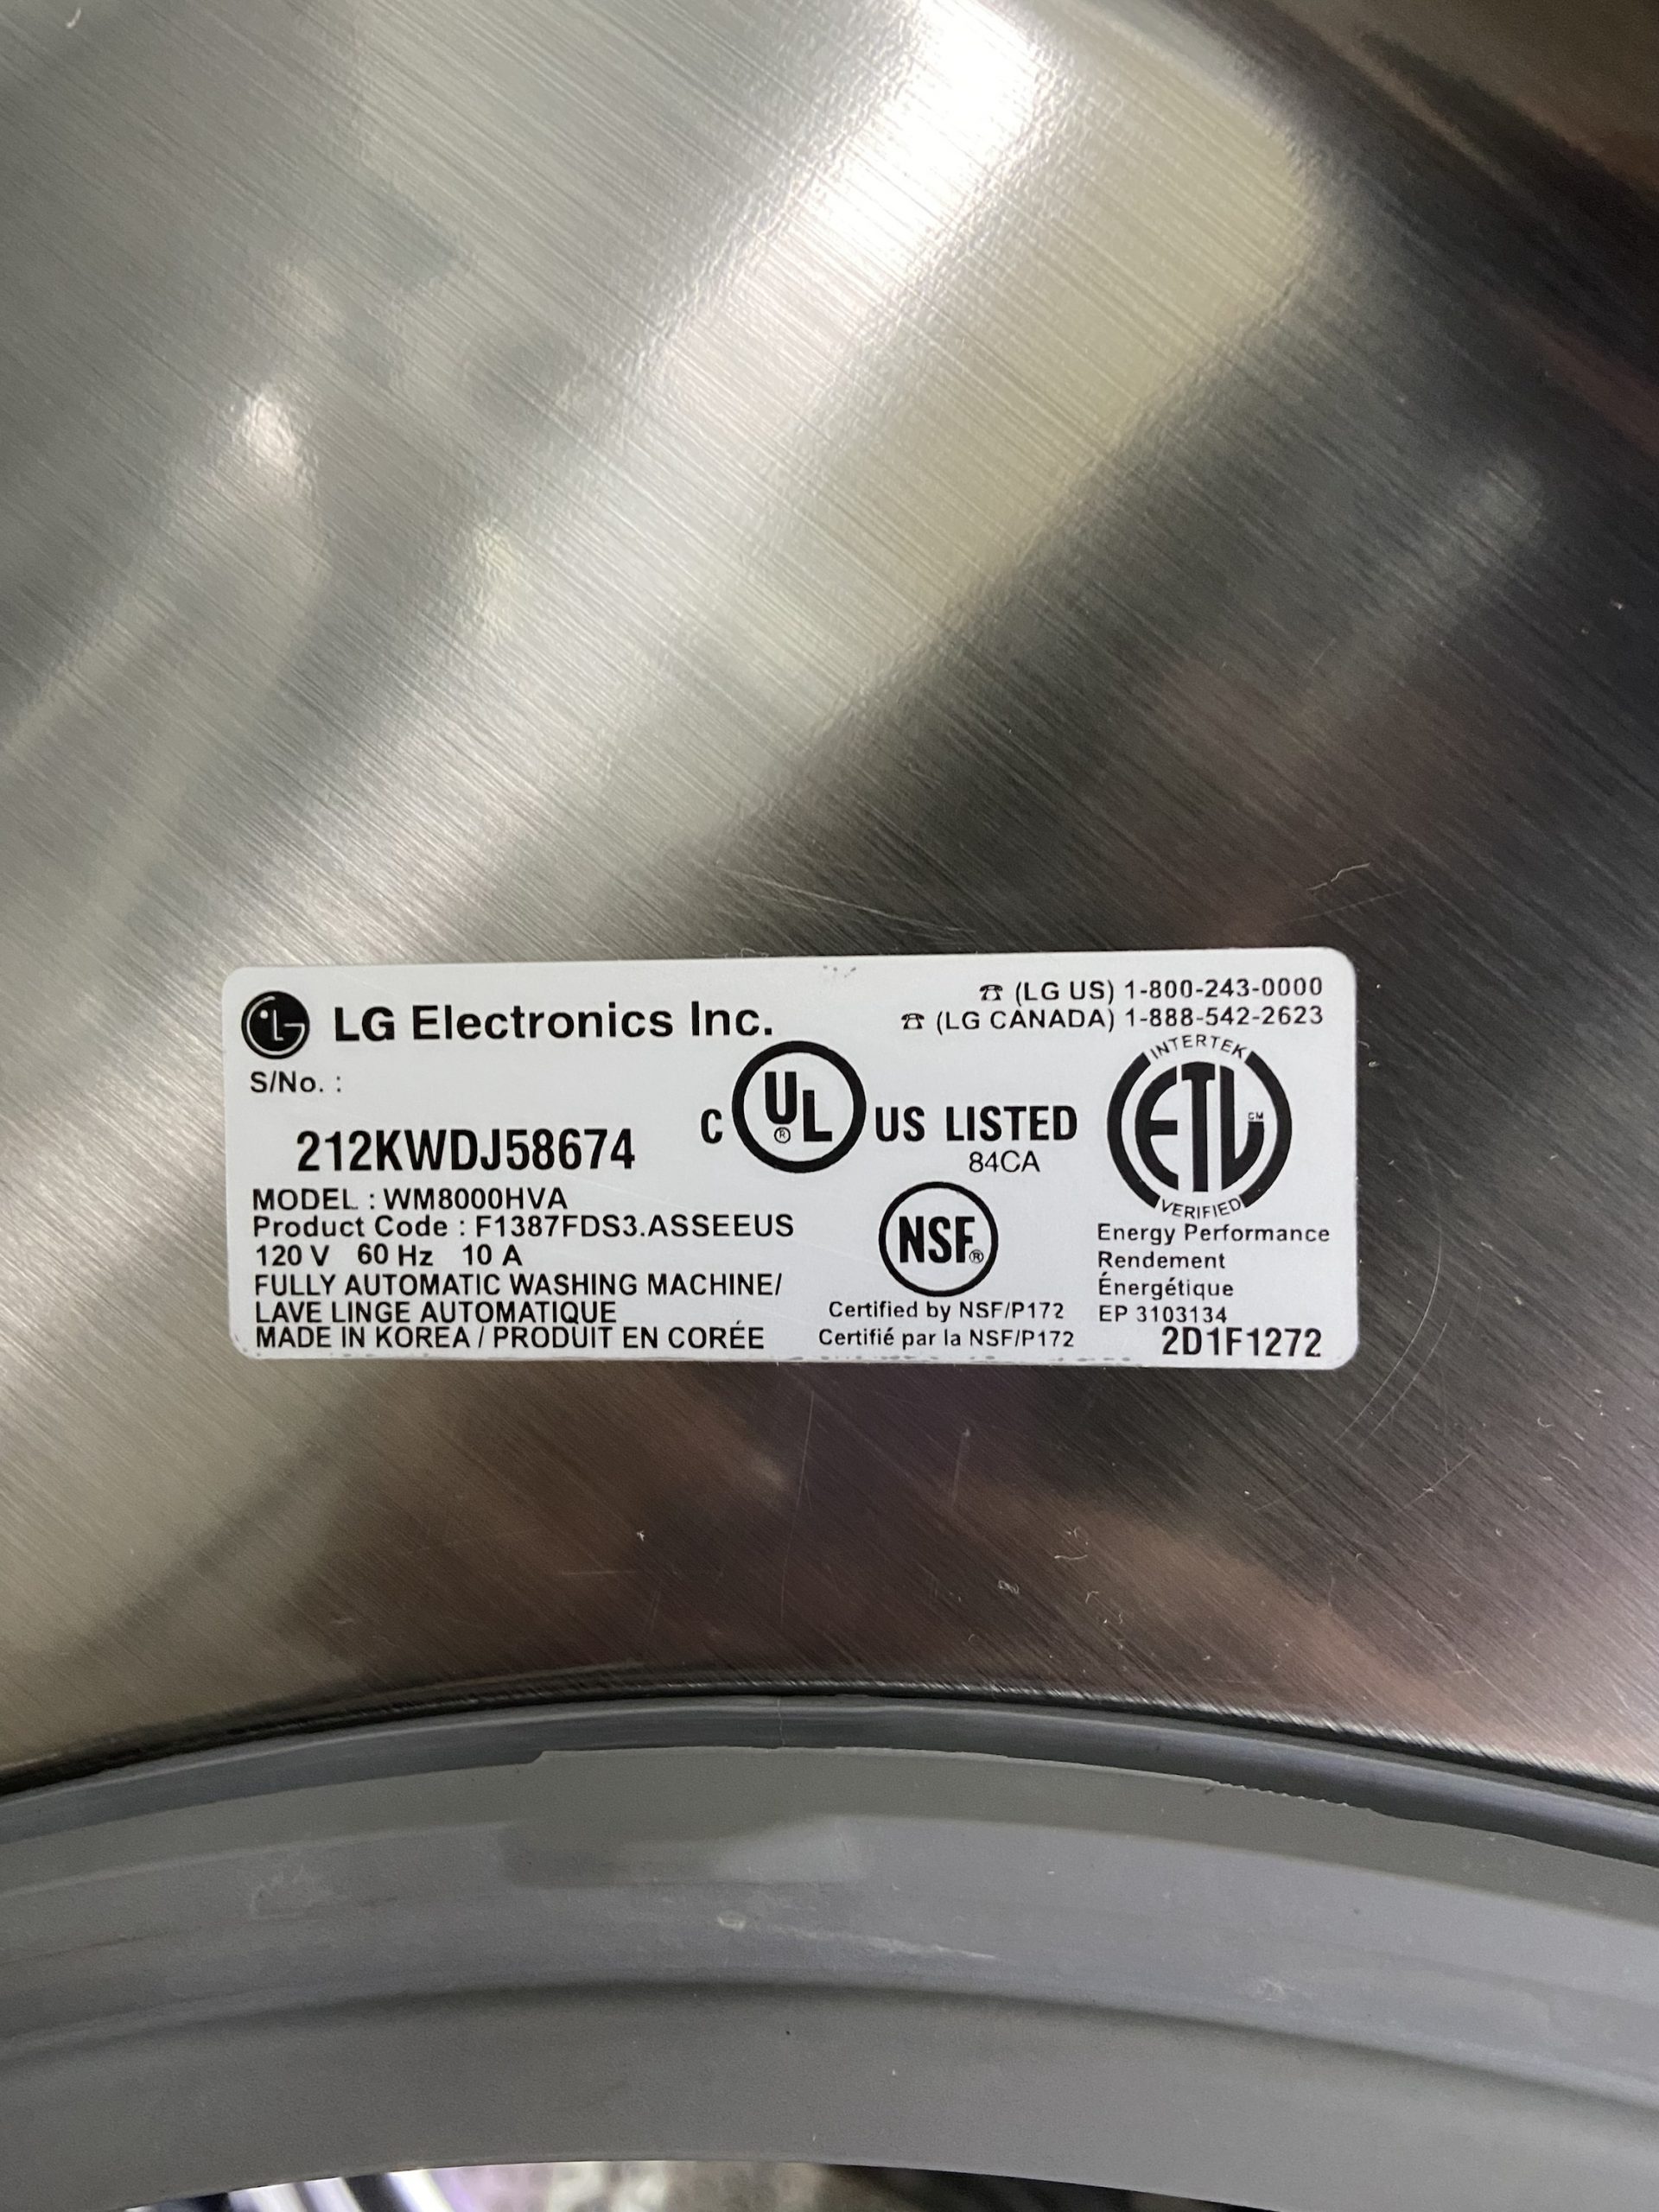 LG LG Electronics Inc.
☎ (LG US) 1-800-243-0000
☎ (LG CANADA) 1-888-542-2623
S/No. :
212KWDJ58674
MODEL : WM8000HVA
Product Code : F1387FDS3.ASSEEUS
120 V 60 Hz 10 A
FULLY AUTOMATIC WASHING MACHINE/
LAVE LINGE AUTOMATIQUE
MADE IN KOREA / PRODUIT EN CORÉE
C UL® US LISTED
84CA
NSF®
Certified by NSF/P172
Certifié par la NSF/P172
INTERTEK
ETL CM
VERIFIED
Energy Performance
Rendement
Énergétique
EP 3103134
2D1F1272